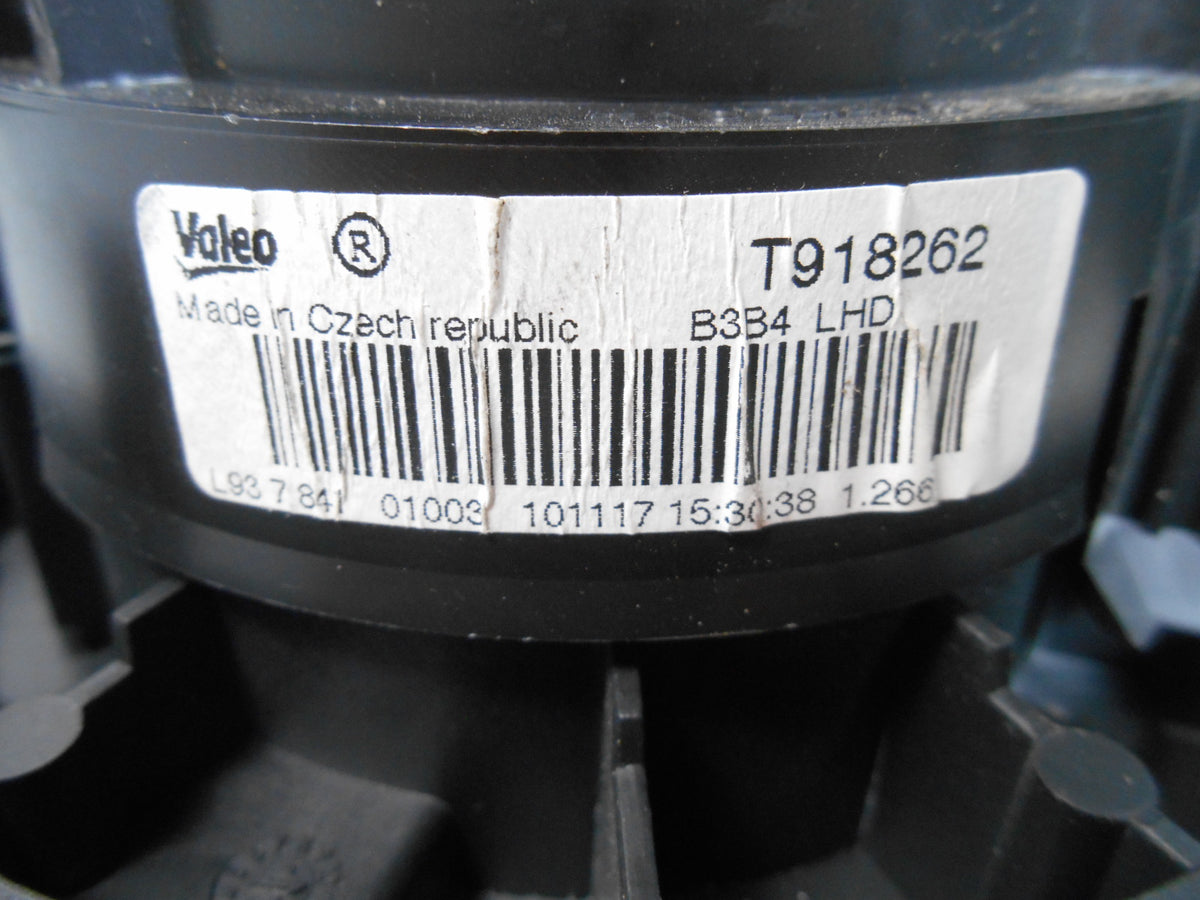 Valeo ® T918262
Made in Czech republic B3B4 LHD
L93 7 841 01003 101117 15:30:38 1.266